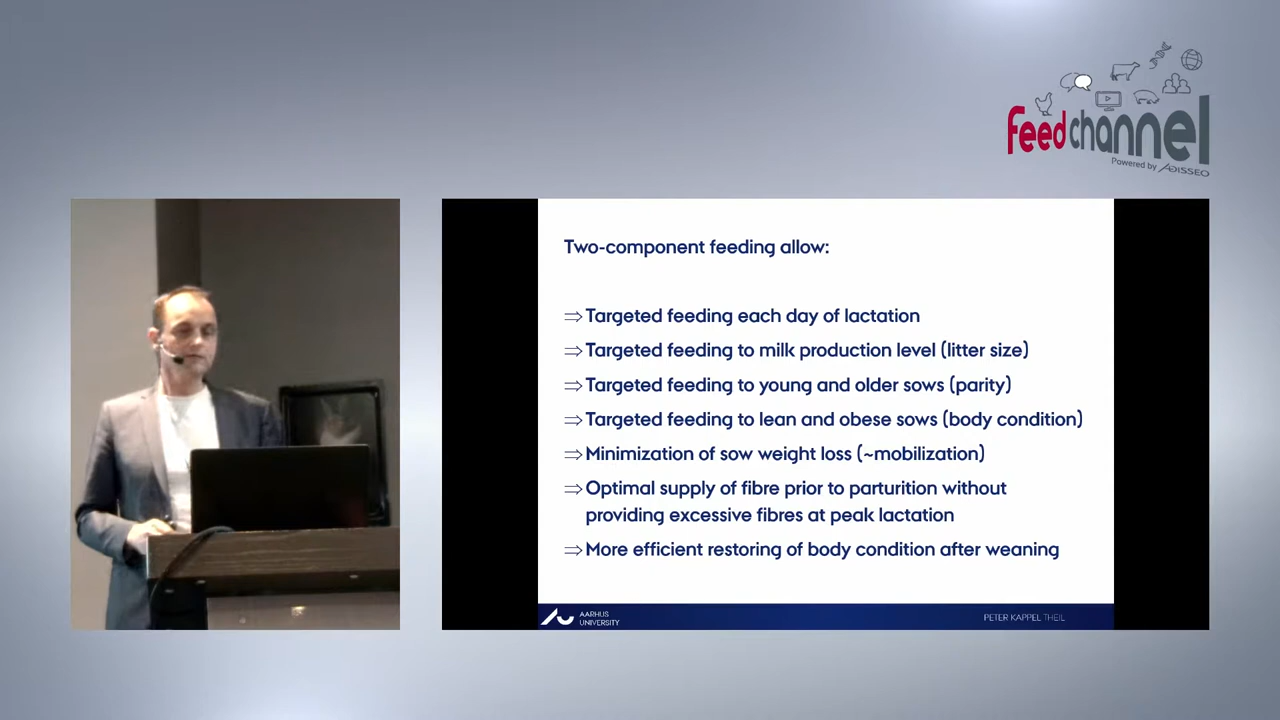 feedchannel
Powered by ADISSEO
Two-component feeding allow:
⇒Targeted feeding each day of lactation
⇒Targeted feeding to milk production level (litter size)
⇒Targeted feeding to young and older sows (parity)
⇒Targeted feeding to lean and obese sows (body condition)
⇒Minimization of sow weight loss (~mobilization)
⇒Optimal supply of fibre prior to parturition without
providing excessive fibres at peak lactation
⇒More efficient restoring of body condition after weaning
AARHUS
UNIVERSITY
PETER KAPPEL THEIL